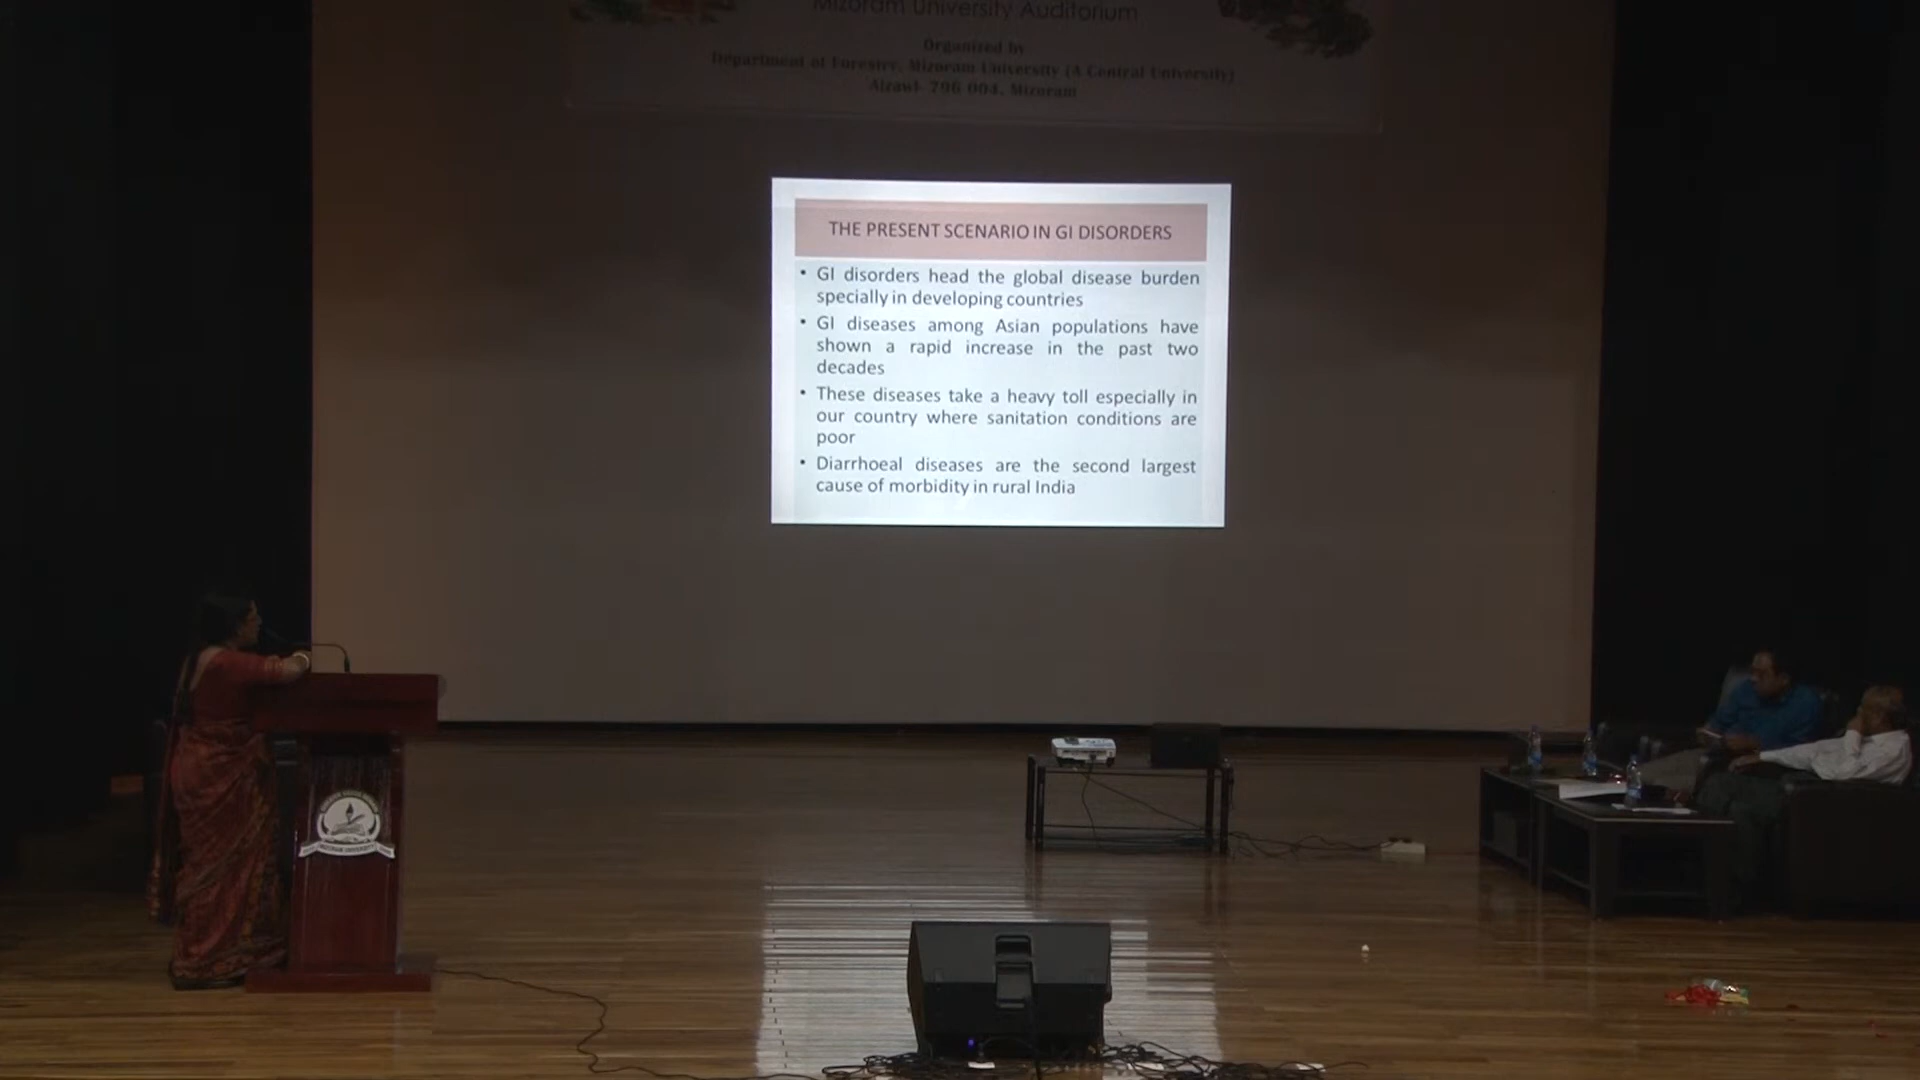 Mizoram University Auditorium
Organized by
Department of Forestry, Mizoram University (A Central University)
Aizawl- 796 004, Mizoram
THE PRESENT SCENARIO IN GI DISORDERS
• GI disorders head the global disease burden
specially in developing countries
• GI diseases among Asian populations have
shown a rapid increase in the past two
decades
• These diseases take a heavy toll especially in
our country where sanitation conditions are
poor
• Diarrhoeal diseases are the second largest
cause of morbidity in rural India
MIZORAM UNIVERSITY